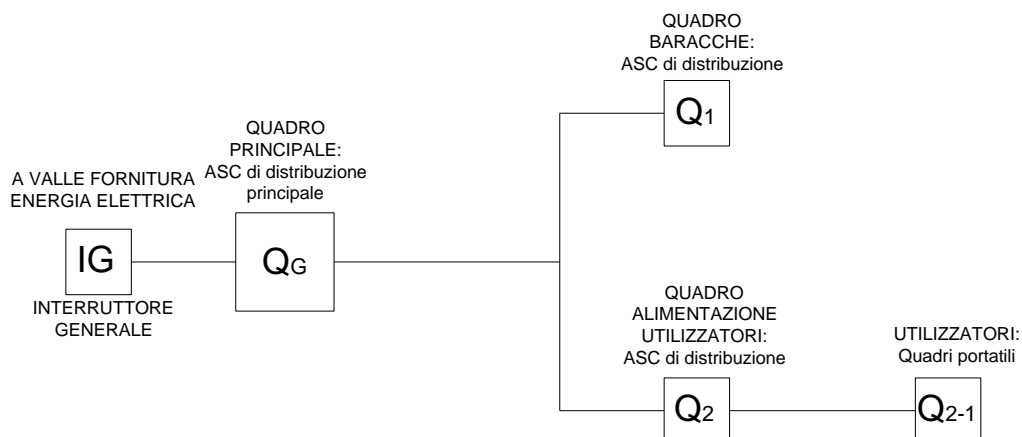 QUADRO
BARACCHE:
ASC di distribuzione
Q1
QUADRO
PRINCIPALE:
ASC di distribuzione
principale
A VALLE FORNITURA
ENERGIA ELETTRICA
IG
QG
INTERRUTTORE
GENERALE
QUADRO
ALIMENTAZIONE
UTILIZZATORI:
ASC di distribuzione
Q2
UTILIZZATORI:
Quadri portatili
Q2-1